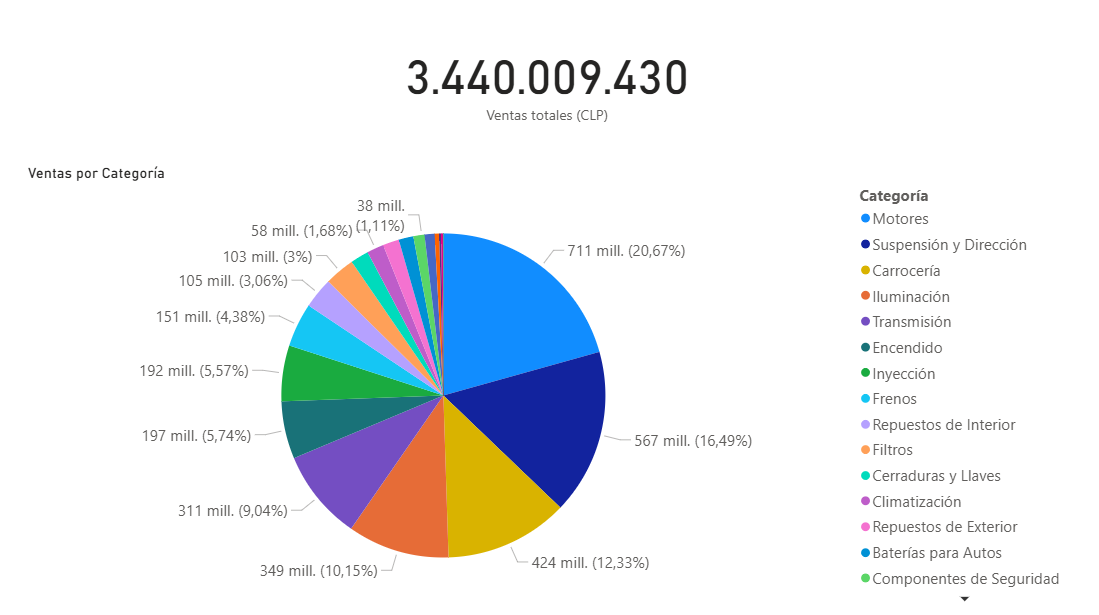 3.440.009.430
Ventas totales (CLP)
Ventas por Categoría
38 mill.
(1,11%)
58 mill. (1,68%)
103 mill. (3%)
105 mill. (3,06%)
151 mill. (4,38%)
192 mill. (5,57%)
197 mill. (5,74%)
311 mill. (9,04%)
349 mill. (10,15%)
424 mill. (12,33%)
567 mill. (16,49%)
711 mill. (20,67%)
Categoría
Motores
Suspensión y Dirección
Carrocería
Iluminación
Transmisión
Encendido
Inyección
Frenos
Repuestos de Interior
Filtros
Cerraduras y Llaves
Climatización
Repuestos de Exterior
Baterías para Autos
Componentes de Seguridad